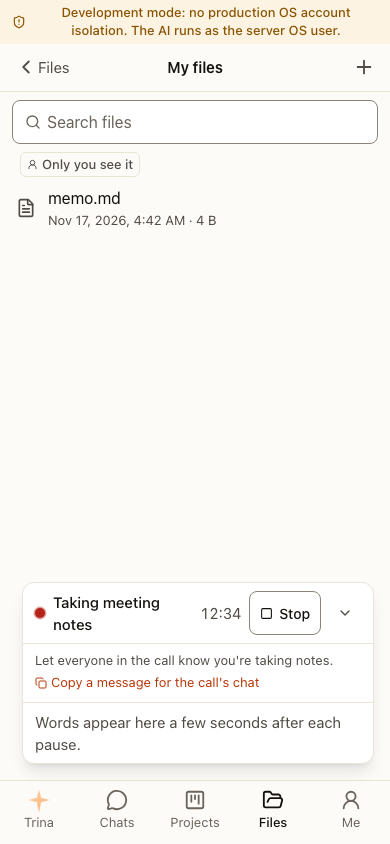 Development mode: no production OS account
isolation. The AI runs as the server OS user.
Files
My files
Search files
Only you see it
memo.md
Nov 17, 2026, 4:42 AM · 4 B
Taking meeting
notes
12:34
Stop
Let everyone in the call know you're taking notes.
Copy a message for the call's chat
Words appear here a few seconds after each
pause.
Trina
Chats
Projects
Files
Me